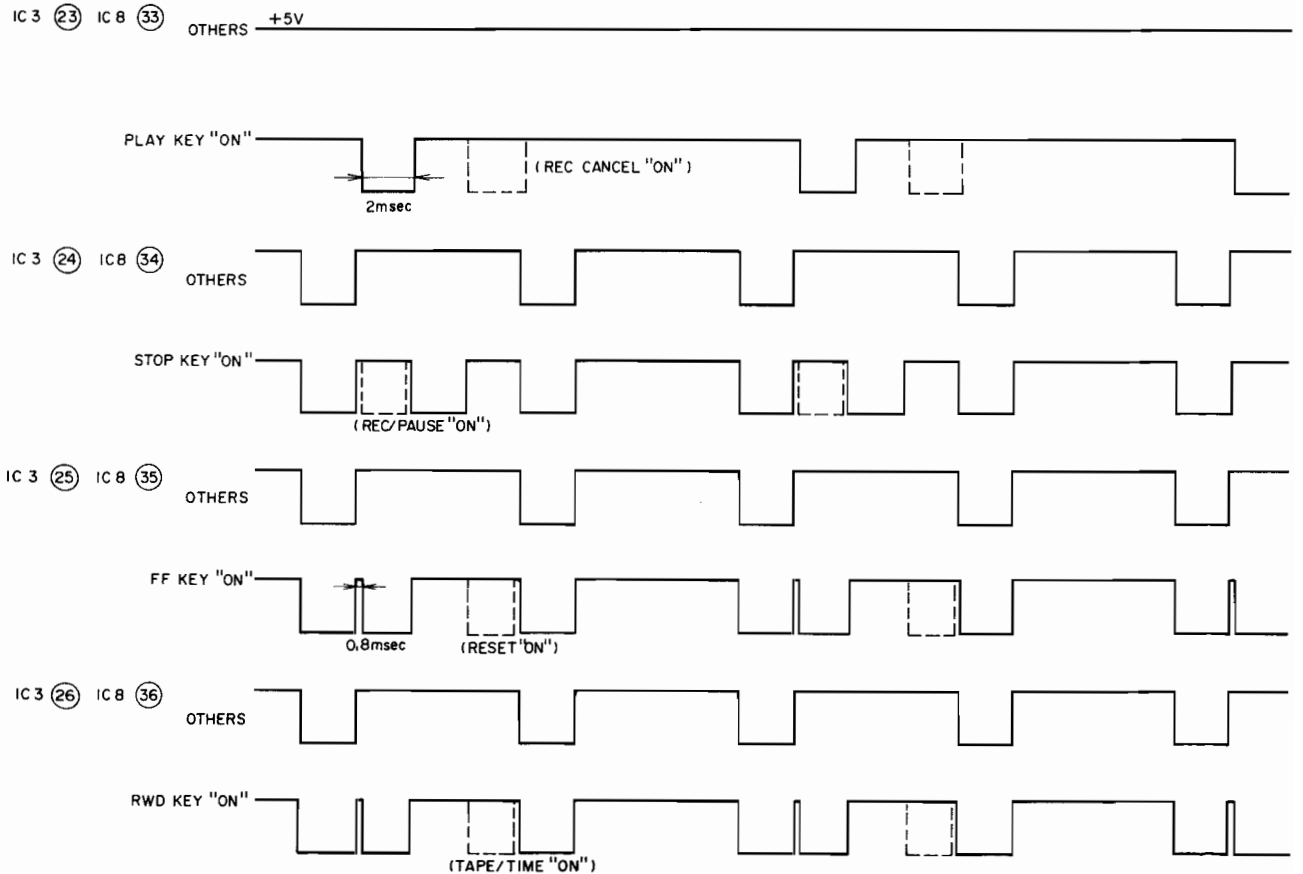 IC 3 23 IC 8 33 OTHERS +5V
PLAY KEY "ON"
(REC CANCEL "ON")
2msec
IC 3 24 IC 8 34
OTHERS
STOP KEY "ON"
(REC/PAUSE "ON")
IC 3 25 IC 8 35
OTHERS
FF KEY "ON"
0.8msec
(RESET "ON")
IC 3 26 IC 8 36
OTHERS
RWD KEY "ON"
(TAPE/TIME "ON")